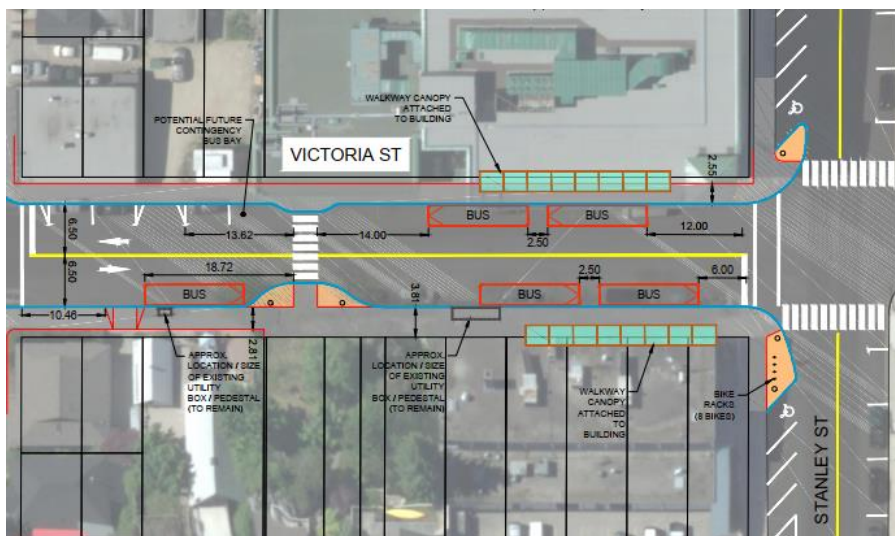 WALKWAY CANOPY
ATTACHED
TO BUILDING
POTENTIAL FUTURE
CONTINGENCY
BUS BAY
VICTORIA ST
2.55
6.50
13.62
14.00
BUS
BUS
2.50
12.00
6.50
18.72
BUS
3.81
2.50
6.00
BUS
BUS
10.46
2.81
APPROX.
LOCATION / SIZE
OF EXISTING
UTILITY
BOX / PEDESTAL
(TO REMAIN)
APPROX.
LOCATION / SIZE
OF EXISTING
UTILITY
BOX / PEDESTAL
(TO REMAIN)
WALKWAY
CANOPY
ATTACHED
TO
BUILDING
BIKE
RACKS
(8 BIKES)
STANLEY ST